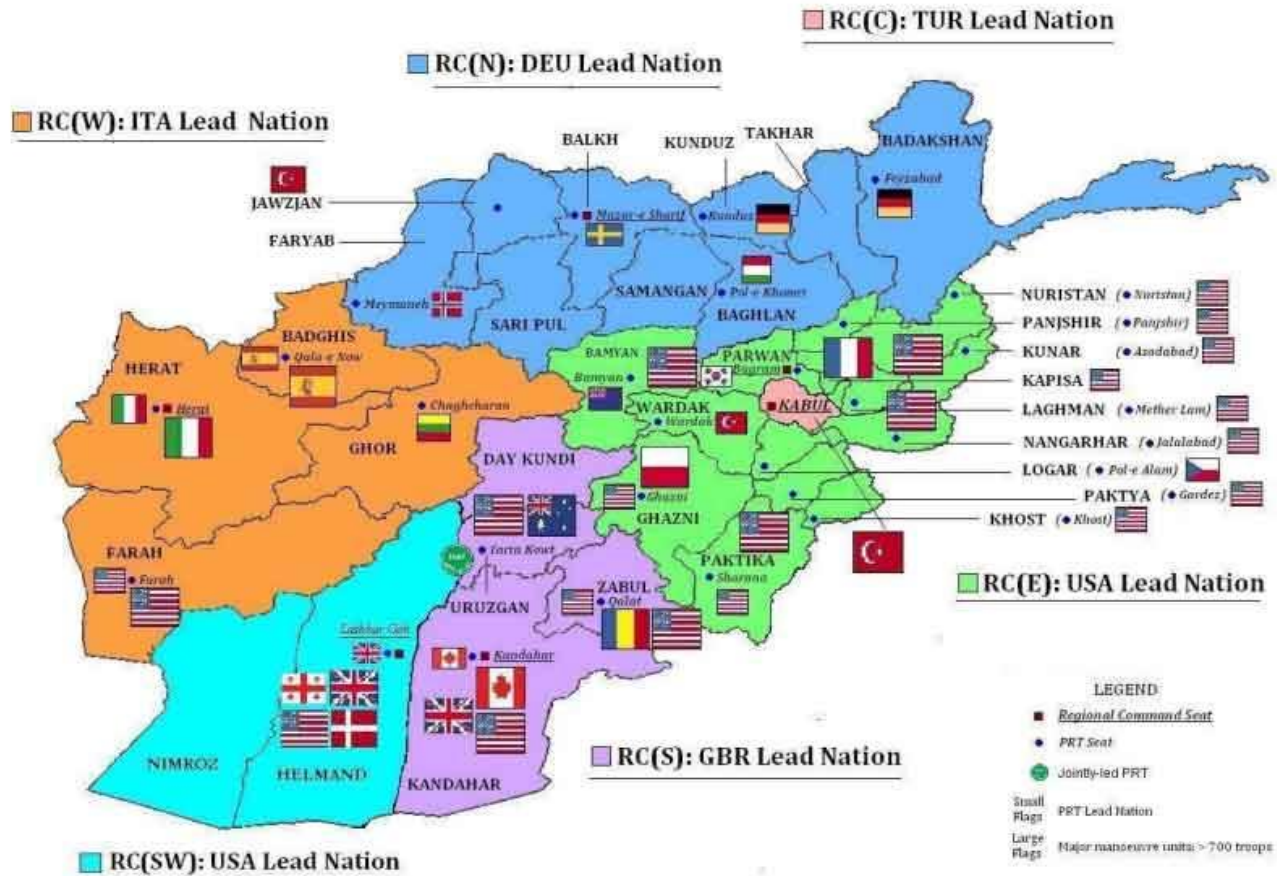 RC(C): TUR Lead Nation
RC(N): DEU Lead Nation
RC(W): ITA Lead Nation
BALKH
KUNDUZ
TAKHAR
BADAKSHAN
JAWZJAN
FARYAB
Feyzabad
Mazar-e Sharif
Kunduz
Meymaneh
SARI PUL
SAMANGAN
Pol-e Khomri
BAGHLAN
NURISTAN (Nuristan)
PANJSHIR (Panjshir)
KUNAR (Asadabad)
KAPISA
LAGHMAN (Mether Lam)
NANGARHAR (Jalalabad)
LOGAR (Pol-e Alam)
PAKTYA (Gardez)
KHOST (Khost)
BADGHIS
Qala-e Now
HERAT
Herat
Chaghcharan
GHOR
BAMYAN
Bamyan
PARWAN
Bagram
KABUL
WARDAK
Wardak
DAY KUNDI
Ghazni
GHAZNI
FARAH
Farah
Tarin Kowt
URUZGAN
ZABUL
Qalat
PAKTIKA
Sharana
RC(E): USA Lead Nation
Lashkar Gah
Kandahar
NIMROZ
HELMAND
KANDAHAR
RC(S): GBR Lead Nation
RC(SW): USA Lead Nation
LEGEND
Regional Command Seat
PRT Seat
Jointly-led PRT
Small
Flags
PRT Lead Nation
Large
Flags
Major manoeuvre units: > 700 troops